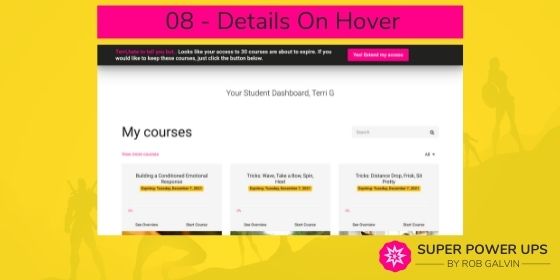 08 - Details On Hover
Terri,hate to tell you but.. Looks like your access to 30 courses are about to expire. If you
would like to keep these courses, just click the button below.
Yes! Extend my access
Your Student Dashboard, Terri G
My courses
Search
View more courses
All
Building a Conditioned Emotional
Response
Expiring: Tuesday, December 7, 2021
0%
See Overview Start Course
Tricks: Wave, Take a Bow, Spin,
Heel
Expiring: Tuesday, December 7, 2021
0%
See Overview Start Course
Tricks: Distance Drop, Frisk, Sit
Pretty
Expiring: Tuesday, December 7, 2021
0%
See Overview Start Course
SUPER POWER UPS
BY ROB GALVIN